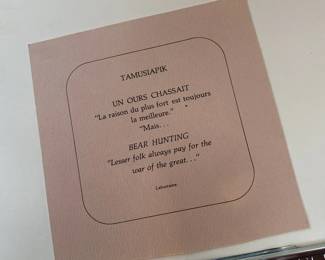 TAMUSIAPIK
UN OURS CHASSAIT
"La raison du plus fort est toujours
la meilleure."
"Mais. . .
BEAR HUNTING
"Lesser folk always pay for the
war of the great. . ."